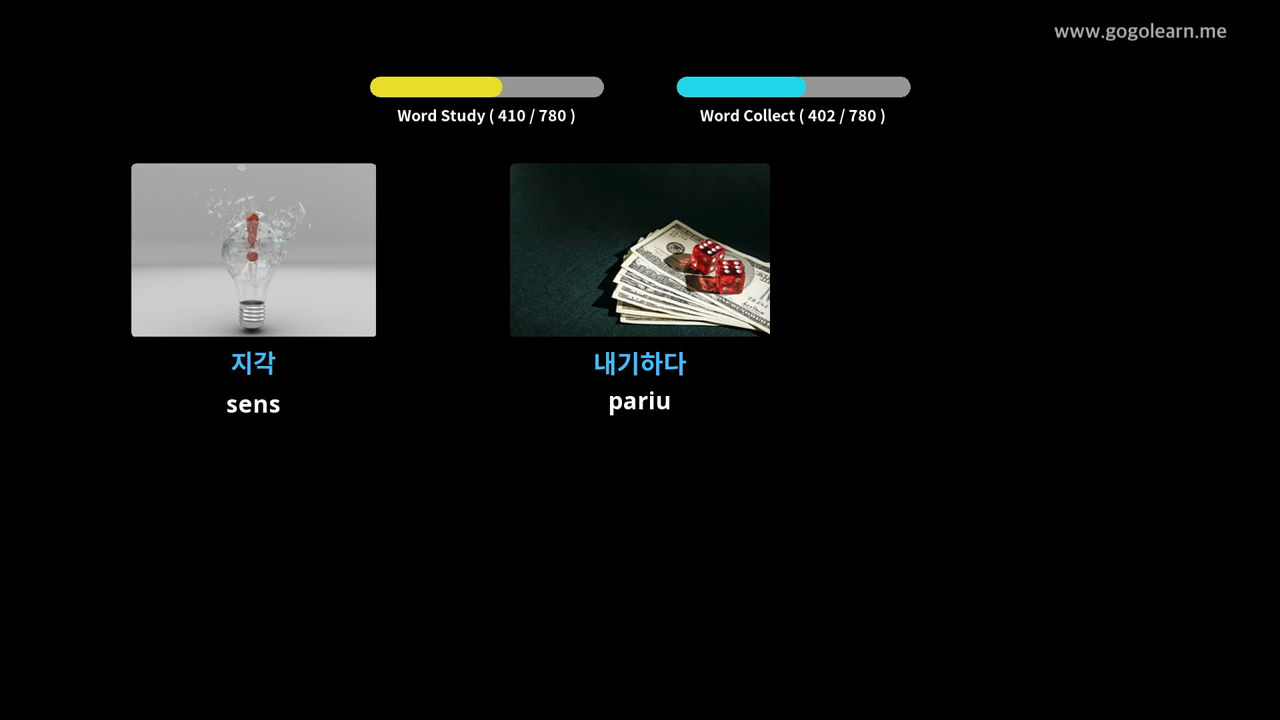 www.gogolearn.me
Word Study ( 410 / 780 )
Word Collect ( 402 / 780 )
지각
sens
내기하다
pariu